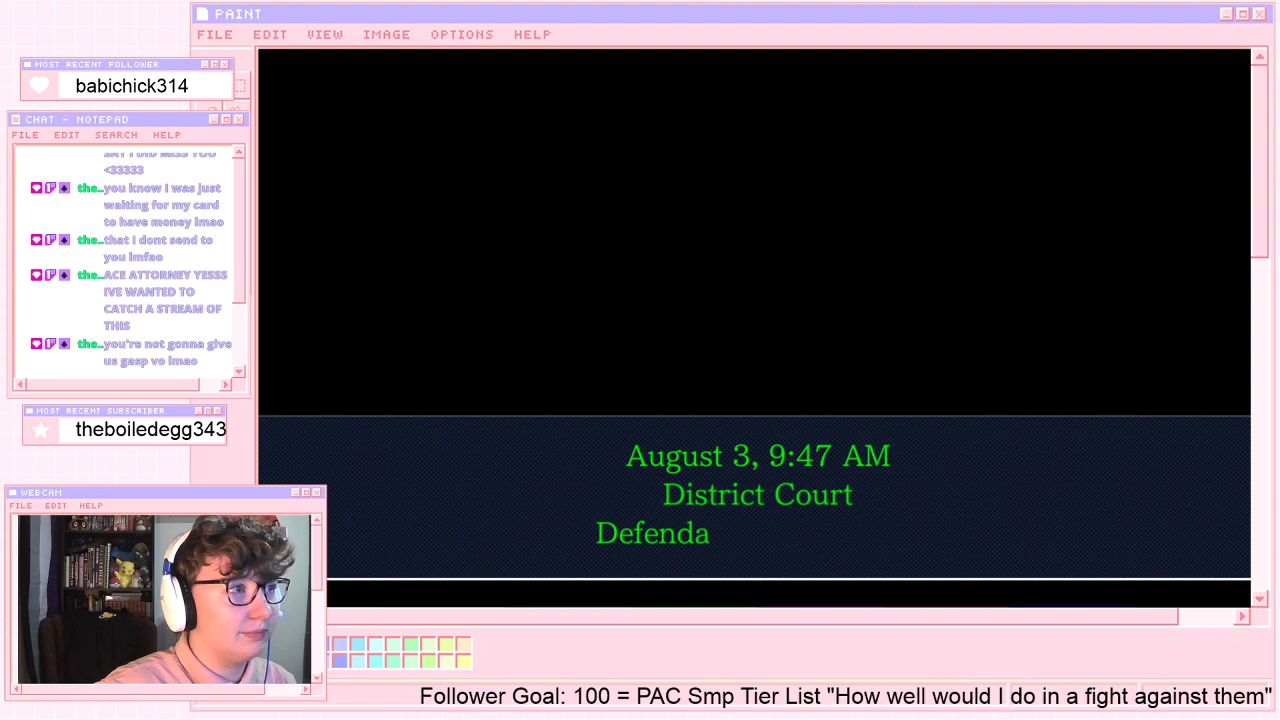 PAINT
FILE EDIT VIEW IMAGE OPTIONS HELP
MOST RECENT FOLLOWER
babichick314
CHAT - NOTEPAD
FILE EDIT SEARCH HELP
SAY I DID MISS YOU
<33333
the..you know I was just
waiting for my card
to have money lmao
the..that I dont send to
you lmfao
the..ACE ATTORNEY YESSS
IVE WANTED TO
CATCH A STREAM OF
THIS
the..you're not gonna give
us gasp vo lmao
MOST RECENT SUBSCRIBER
theboiledegg343
August 3, 9:47 AM
District Court
Defenda
WEBCAM
FILE EDIT HELP
Follower Goal: 100 = PAC Smp Tier List "How well would I do in a fight against them"